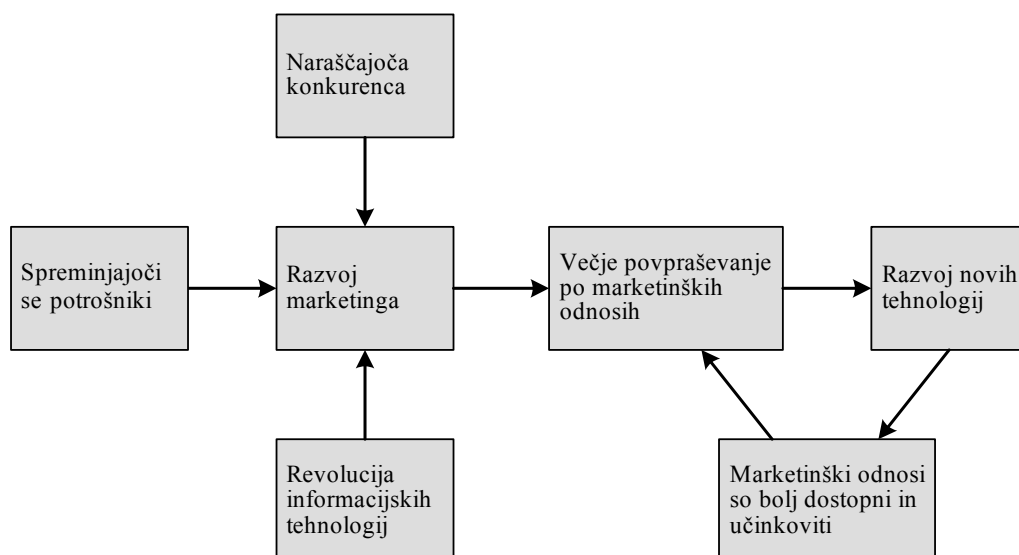 Naraščajoča
konkurenca
Spreminjajoči
se potrošniki
Razvoj
marketinga
Večje povpraševanje
po marketinških
odnosih
Razvoj novih
tehnologij
Revolucija
informacijskih
tehnologij
Marketinški odnosi
so bolj dostopni in
učinkoviti